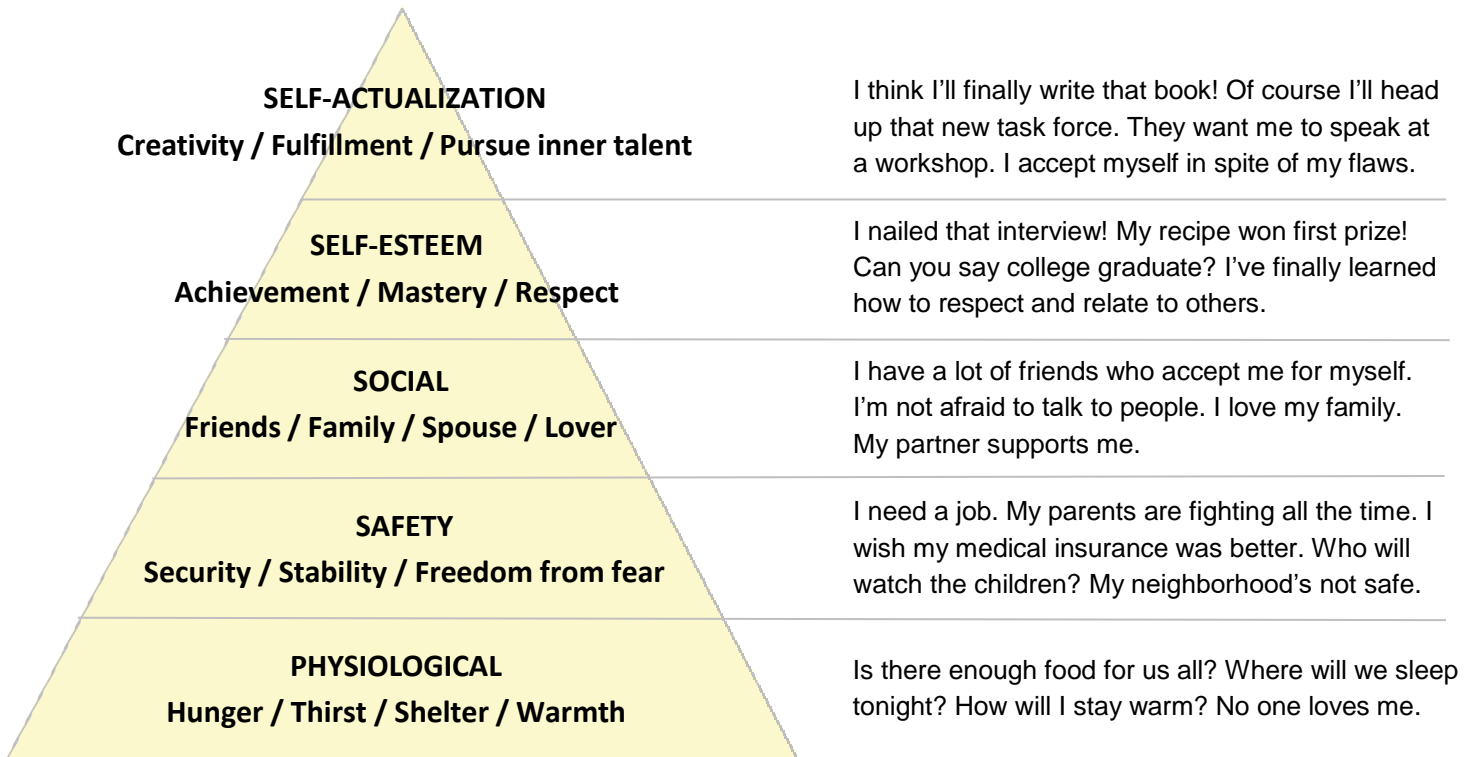 SELF-ACTUALIZATION
Creativity / Fulfillment / Pursue inner talent
I think I’ll finally write that book! Of course I’ll head
up that new task force. They want me to speak at
a workshop. I accept myself in spite of my flaws.
SELF-ESTEEM
Achievement / Mastery / Respect
I nailed that interview! My recipe won first prize!
Can you say college graduate? I’ve finally learned
how to respect and relate to others.
SOCIAL
Friends / Family / Spouse / Lover
I have a lot of friends who accept me for myself.
I’m not afraid to talk to people. I love my family.
My partner supports me.
SAFETY
Security / Stability / Freedom from fear
I need a job. My parents are fighting all the time. I
wish my medical insurance was better. Who will
watch the children? My neighborhood’s not safe.
PHYSIOLOGICAL
Hunger / Thirst / Shelter / Warmth
Is there enough food for us all? Where will we sleep
tonight? How will I stay warm? No one loves me.